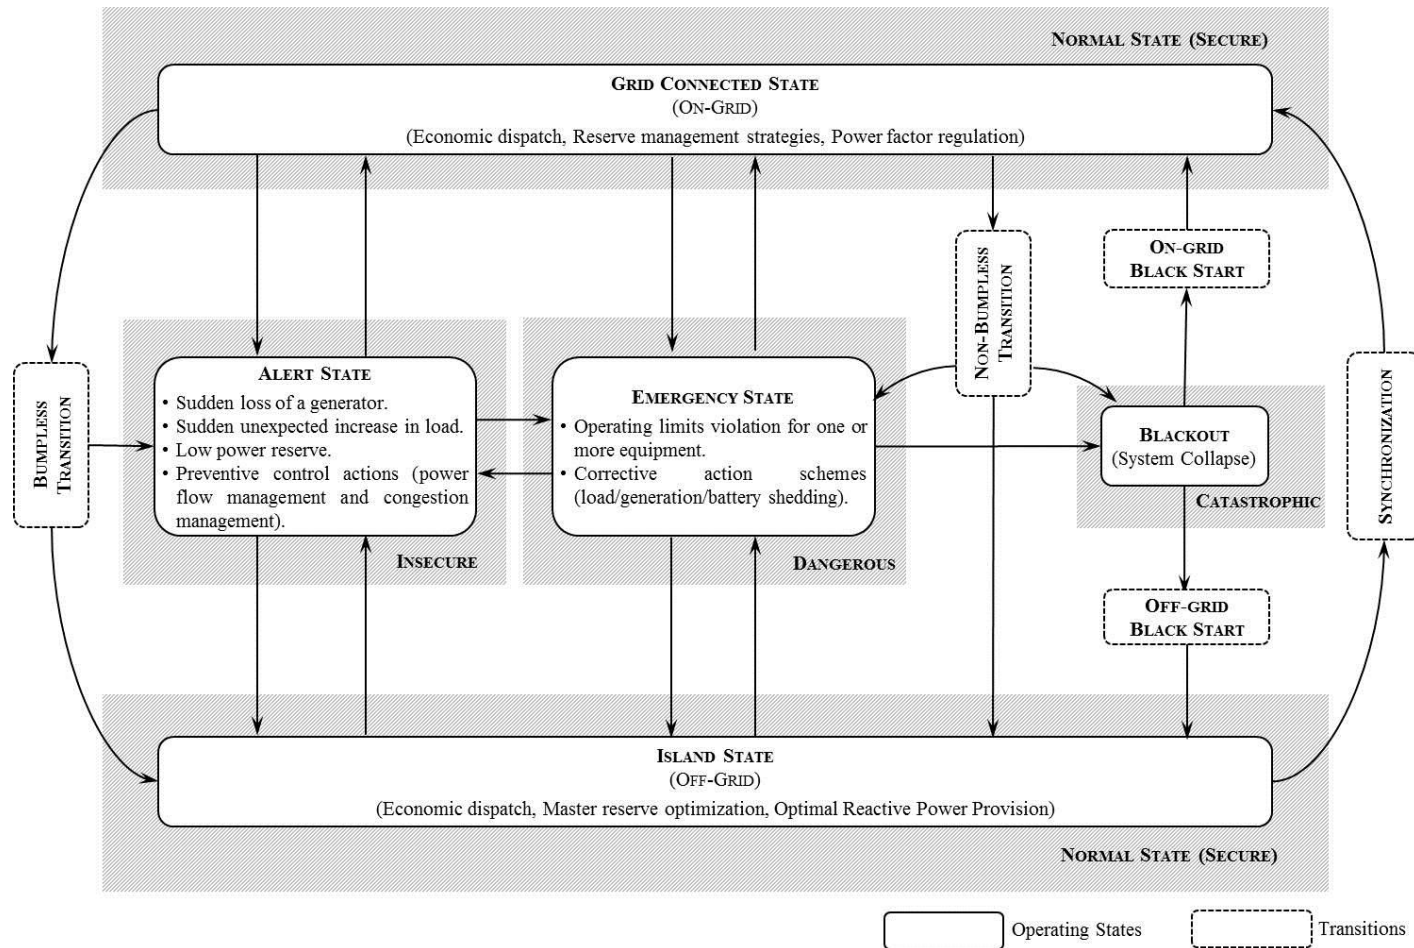 NORMAL STATE (SECURE)
GRID CONNECTED STATE
(ON-GRID)
(Economic dispatch, Reserve management strategies, Power factor regulation)
ON-GRID
BLACK START
NON-BUMPLESS
TRANSITION
BUMPLESS
TRANSITION
ALERT STATE
• Sudden loss of a generator.
• Sudden unexpected increase in load.
• Low power reserve.
• Preventive control actions (power
flow management and congestion
management).
INSECURE
EMERGENCY STATE
• Operating limits violation for one or
more equipment.
• Corrective action schemes
(load/generation/battery shedding).
DANGEROUS
BLACKOUT
(System Collapse)
CATASTROPHIC
SYNCHRONIZATION
OFF-GRID
BLACK START
ISLAND STATE
(OFF-GRID)
(Economic dispatch, Master reserve optimization, Optimal Reactive Power Provision)
NORMAL STATE (SECURE)
Operating States
Transitions